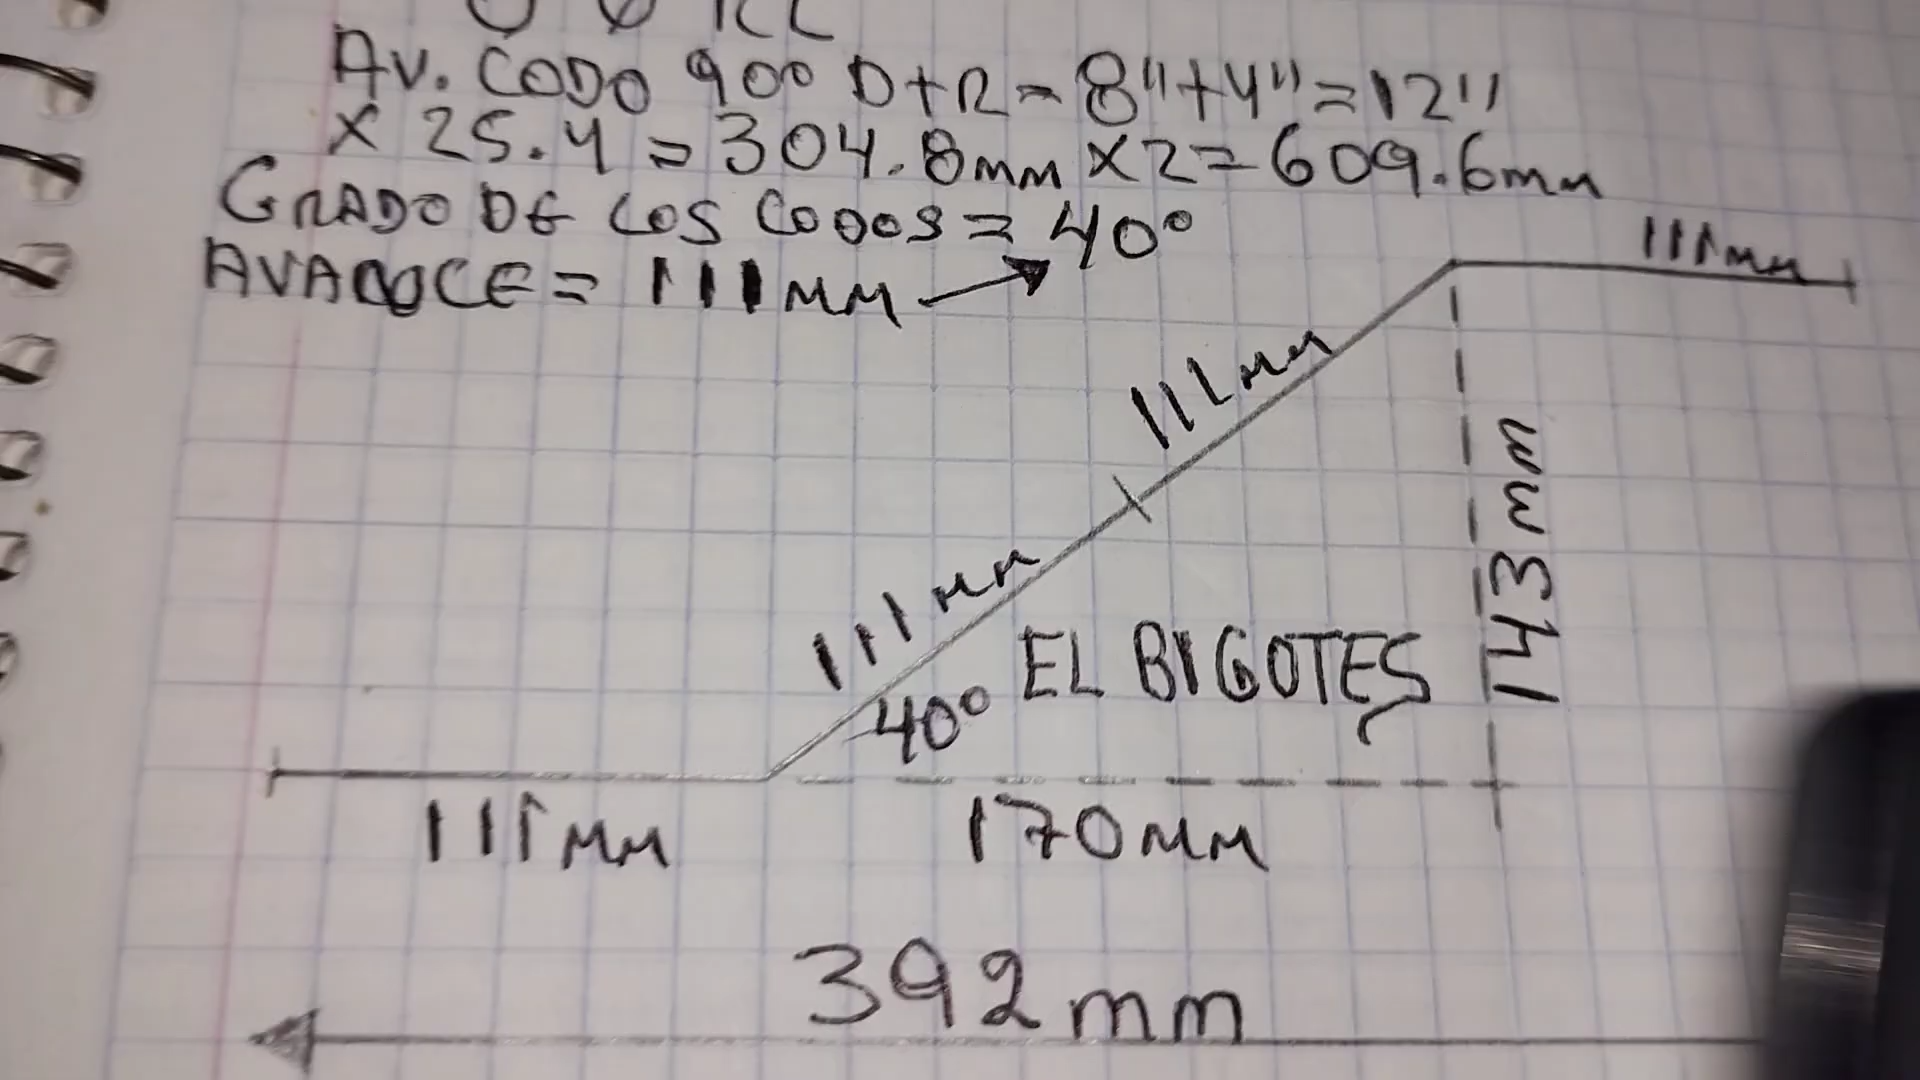 AV. CODO 90° D+R = 8"+4" = 12"
X 25.4 = 304.8mm X2 = 609.6mm
GRADO DE LOS CODOS = 40°
AVANCE = 111MM
111mm
111MM
143mm
111MM
40°
EL BIGOTES
111MM
170MM
392mm